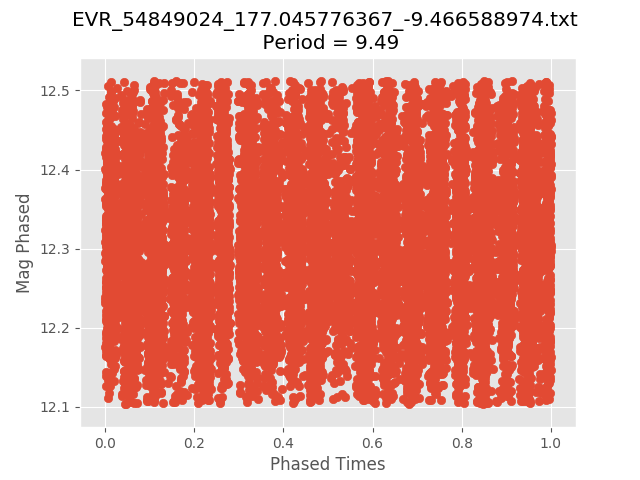 EVR_54849024_177.045776367_-9.466588974.txt
Period = 9.49
Mag Phased
12.5
12.4
12.3
12.2
12.1
0.0 0.2 0.4 0.6 0.8 1.0
Phased Times